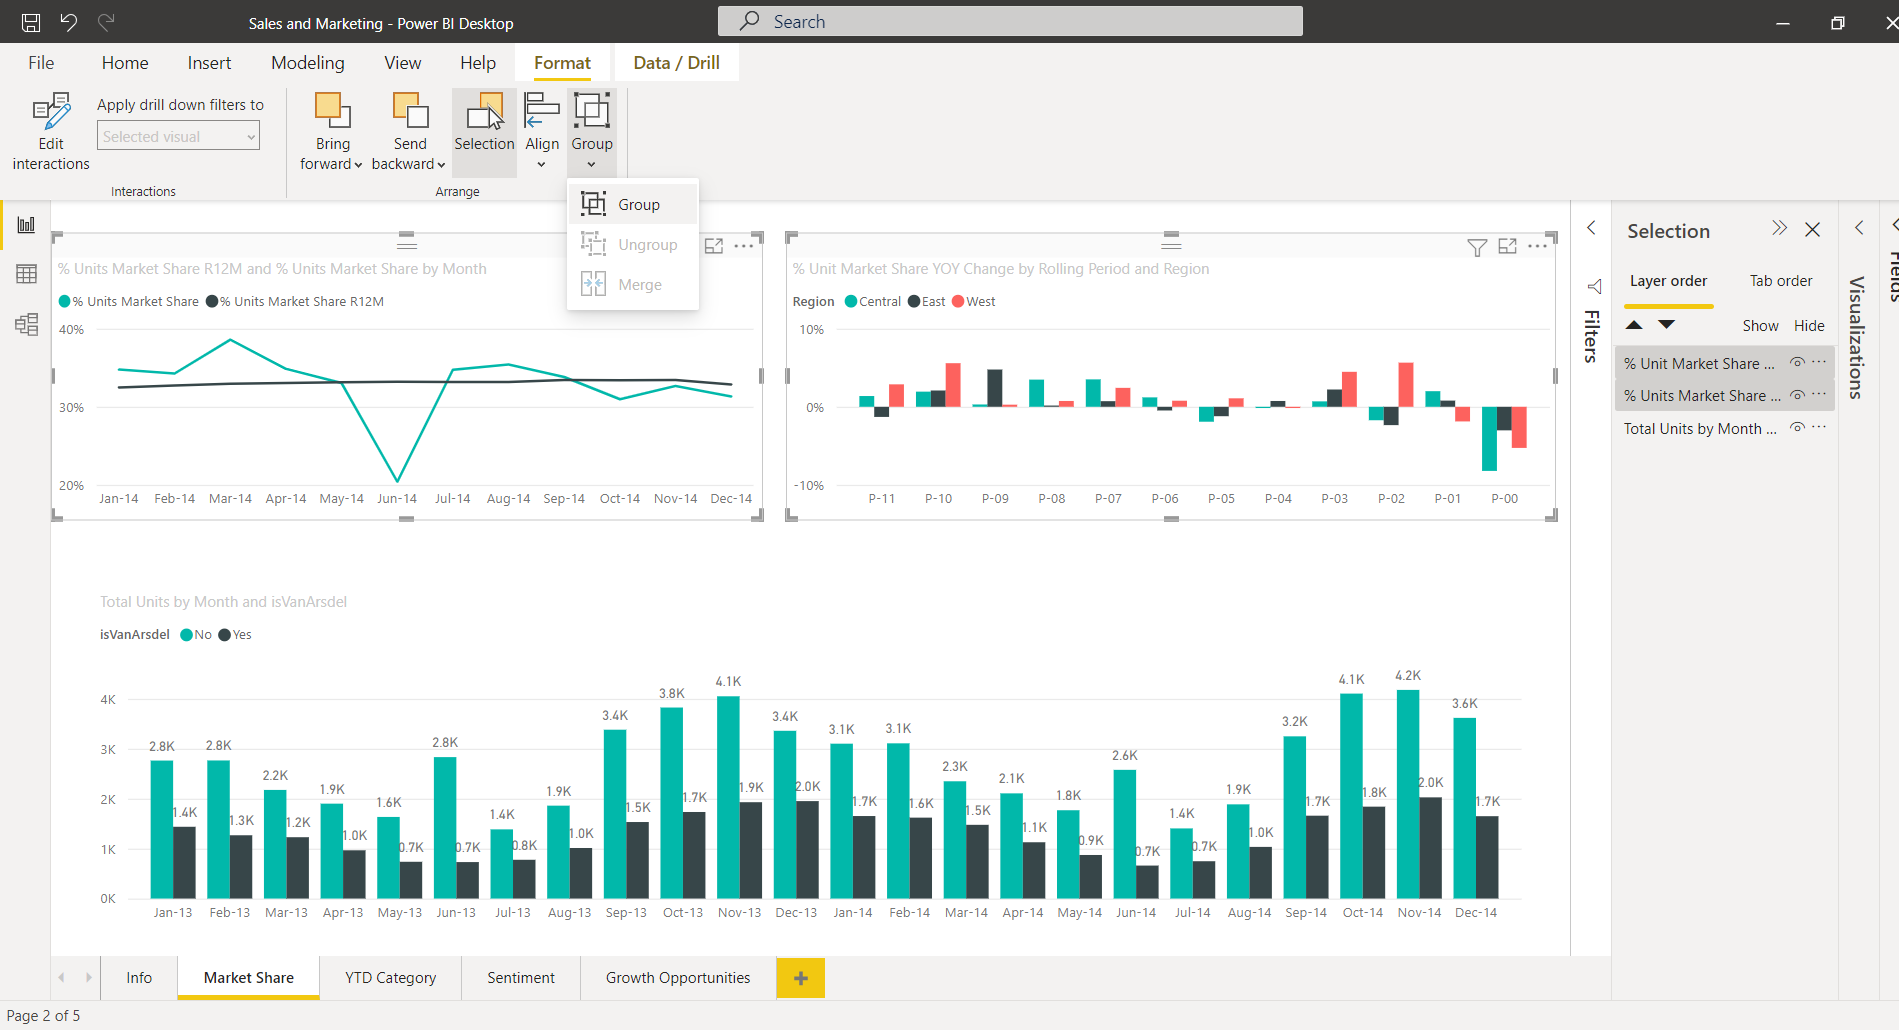 Sales and Marketing - Power BI Desktop
Search
File Home Insert Modeling View Help Format Data / Drill
Edit interactions
Apply drill down filters to
Selected visual
Interactions
Bring forward
Send backward
Selection
Align
Group
Arrange
Group
Ungroup
Merge
% Units Market Share R12M and % Units Market Share by Month
% Units Market Share % Units Market Share R12M
40%
30%
20%
Jan-14 Feb-14 Mar-14 Apr-14 May-14 Jun-14 Jul-14 Aug-14 Sep-14 Oct-14 Nov-14 Dec-14
% Unit Market Share YOY Change by Rolling Period and Region
Region Central East West
10%
0%
-10%
P-11 P-10 P-09 P-08 P-07 P-06 P-05 P-04 P-03 P-02 P-01 P-00
Total Units by Month and isVanArsdel
isVanArsdel No Yes
4K
3K
2K
1K
0K
2.8K 1.4K 2.8K 1.3K 2.2K 1.2K 1.9K 1.0K 1.6K 0.7K 2.8K 0.7K 1.4K 0.8K 1.9K 1.0K 3.4K 1.5K 3.8K 1.7K 4.1K 1.9K 3.4K 2.0K 3.1K 1.7K 3.1K 1.6K 2.3K 1.5K 2.1K 1.1K 1.8K 0.9K 2.6K 0.7K 1.4K 0.7K 1.9K 1.0K 3.2K 1.7K 4.1K 1.8K 4.2K 2.0K 3.6K 1.7K
Jan-13 Feb-13 Mar-13 Apr-13 May-13 Jun-13 Jul-13 Aug-13 Sep-13 Oct-13 Nov-13 Dec-13 Jan-14 Feb-14 Mar-14 Apr-14 May-14 Jun-14 Jul-14 Aug-14 Sep-14 Oct-14 Nov-14 Dec-14
Filters
Selection
Layer order Tab order
Show Hide
% Unit Market Share ...
% Units Market Share ...
Total Units by Month ...
Visualizations
Fields
Info Market Share YTD Category Sentiment Growth Opportunities
Page 2 of 5